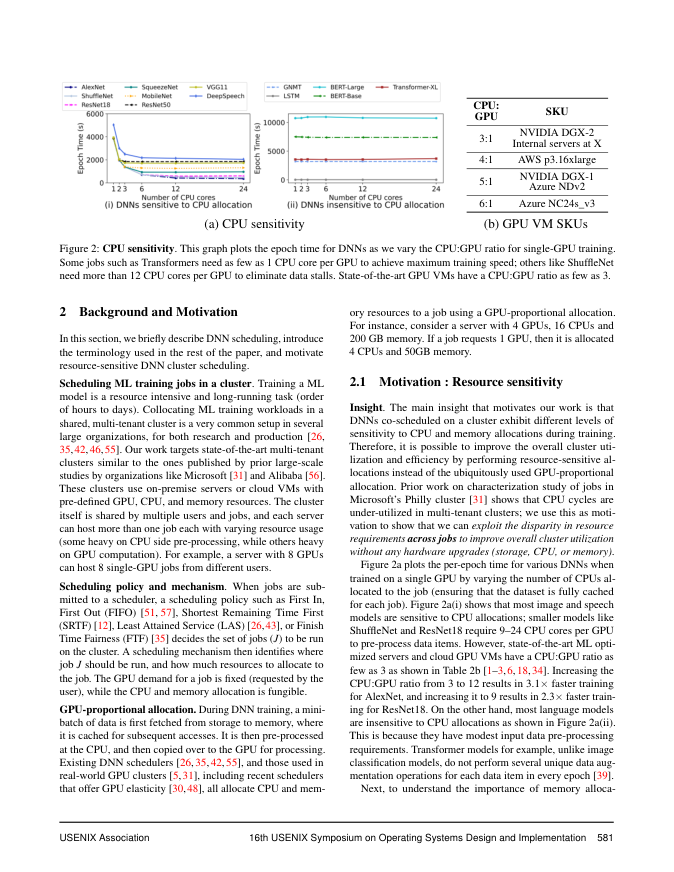 AlexNet
ShuffleNet
ResNet18
SqueezeNet
MobileNet
ResNet50
VGG11
DeepSpeech
6000
4000
2000
0
Epoch Time (s)
1 2 3 6 12 24
Number of CPU cores
(i) DNNs sensitive to CPU allocation
GNMT
LSTM
BERT-Large
BERT-Base
Transformer-XL
10000
5000
0
Epoch Time (s)
1 2 3 6 12 24
Number of CPU cores
(ii) DNNs insensitive to CPU allocation
(a) CPU sensitivity
CPU: GPU SKU
3:1 NVIDIA DGX-2
Internal servers at X
4:1 AWS p3.16xlarge
5:1 NVIDIA DGX-1
Azure NDv2
6:1 Azure NC24s_v3
(b) GPU VM SKUs
Figure 2: CPU sensitivity. This graph plots the epoch time for DNNs as we vary the CPU:GPU ratio for single-GPU training.
Some jobs such as Transformers need as few as 1 CPU core per GPU to achieve maximum training speed; others like ShuffleNet
need more than 12 CPU cores per GPU to eliminate data stalls. State-of-the-art GPU VMs have a CPU:GPU ratio as few as 3.
2 Background and Motivation
In this section, we briefly describe DNN scheduling, introduce
the terminology used in the rest of the paper, and motivate
resource-sensitive DNN cluster scheduling.
Scheduling ML training jobs in a cluster. Training a ML
model is a resource intensive and long-running task (order
of hours to days). Collocating ML training workloads in a
shared, multi-tenant cluster is a very common setup in several
large organizations, for both research and production [26,
35,42,46,55]. Our work targets state-of-the-art multi-tenant
clusters similar to the ones published by prior large-scale
studies by organizations like Microsoft [31] and Alibaba [56].
These clusters use on-premise servers or cloud VMs with
pre-defined GPU, CPU, and memory resources. The cluster
itself is shared by multiple users and jobs, and each server
can host more than one job each with varying resource usage
(some heavy on CPU side pre-processing, while others heavy
on GPU computation). For example, a server with 8 GPUs
can host 8 single-GPU jobs from different users.
Scheduling policy and mechanism. When jobs are sub-
mitted to a scheduler, a scheduling policy such as First In,
First Out (FIFO) [51, 57], Shortest Remaining Time First
(SRTF) [12], Least Attained Service (LAS) [26,43], or Finish
Time Fairness (FTF) [35] decides the set of jobs (J) to be run
on the cluster. A scheduling mechanism then identifies where
job J should be run, and how much resources to allocate to
the job. The GPU demand for a job is fixed (requested by the
user), while the CPU and memory allocation is fungible.
GPU-proportional allocation. During DNN training, a mini-
batch of data is first fetched from storage to memory, where
it is cached for subsequent accesses. It is then pre-processed
at the CPU, and then copied over to the GPU for processing.
Existing DNN schedulers [26,35,42,55], and those used in
real-world GPU clusters [5,31], including recent schedulers
that offer GPU elasticity [30,48], all allocate CPU and mem-
ory resources to a job using a GPU-proportional allocation.
For instance, consider a server with 4 GPUs, 16 CPUs and
200 GB memory. If a job requests 1 GPU, then it is allocated
4 CPUs and 50GB memory.
2.1 Motivation : Resource sensitivity
Insight. The main insight that motivates our work is that
DNNs co-scheduled on a cluster exhibit different levels of
sensitivity to CPU and memory allocations during training.
Therefore, it is possible to improve the overall cluster uti-
lization and efficiency by performing resource-sensitive al-
locations instead of the ubiquitously used GPU-proportional
allocation. Prior work on characterization study of jobs in
Microsoft's Philly cluster [31] shows that CPU cycles are
under-utilized in multi-tenant clusters; we use this as moti-
vation to show that we can exploit the disparity in resource
requirements across jobs to improve overall cluster utilization
without any hardware upgrades (storage, CPU, or memory).
Figure 2a plots the per-epoch time for various DNNs when
trained on a single GPU by varying the number of CPUs al-
located to the job (ensuring that the dataset is fully cached
for each job). Figure 2a(i) shows that most image and speech
models are sensitive to CPU allocations; smaller models like
ShuffleNet and ResNet18 require 9–24 CPU cores per GPU
to pre-process data items. However, state-of-the-art ML opti-
mized servers and cloud GPU VMs have a CPU:GPU ratio as
few as 3 as shown in Table 2b [1–3,6,18,34]. Increasing the
CPU:GPU ratio from 3 to 12 results in 3.1× faster training
for AlexNet, and increasing it to 9 results in 2.3× faster train-
ing for ResNet18. On the other hand, most language models
are insensitive to CPU allocations as shown in Figure 2a(ii).
This is because they have modest input data pre-processing
requirements. Transformer models for example, unlike image
classification models, do not perform several unique data aug-
mentation operations for each data item in every epoch [39].
Next, to understand the importance of memory alloca-
USENIX Association 16th USENIX Symposium on Operating Systems Design and Implementation 581